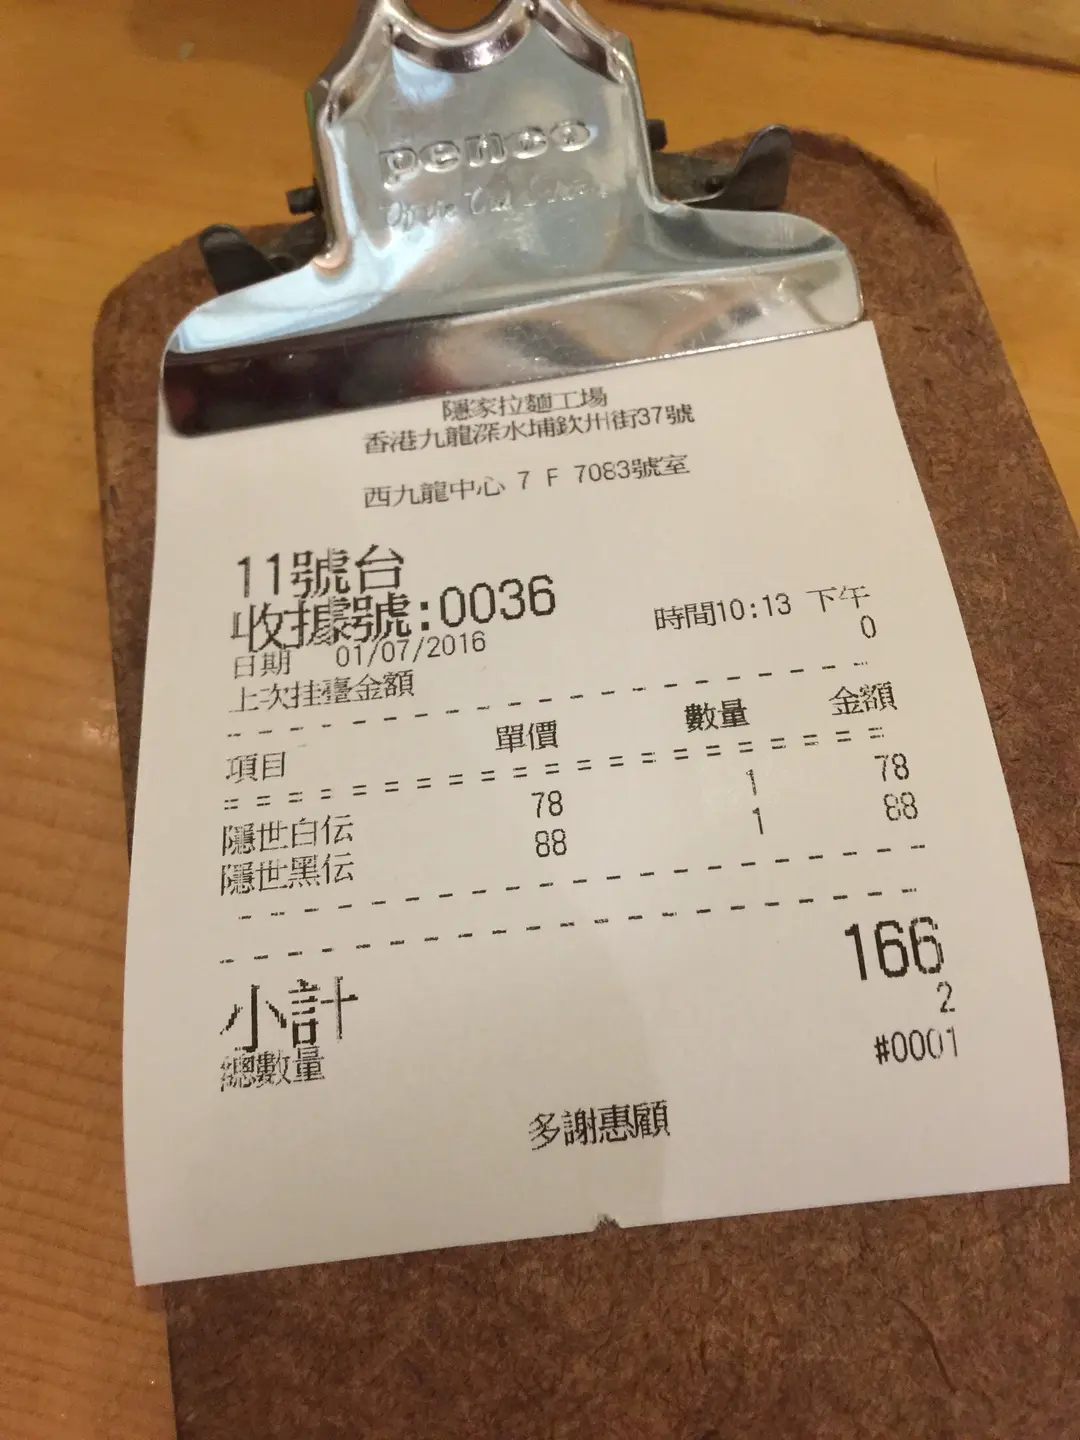 penco
隱家拉麵工場
香港九龍深水埔欽州街37號
西九龍中心 7 F 7083號室
11號台
收據號:0036
日期 01/07/2016 時間10:13 下午
上次挂臺金額 0
項目 單價 數量 金額
隱世白伝 78 1 78
隱世黑伝 88 1 88
小計 166
總數量 2
#0001
多謝惠顧